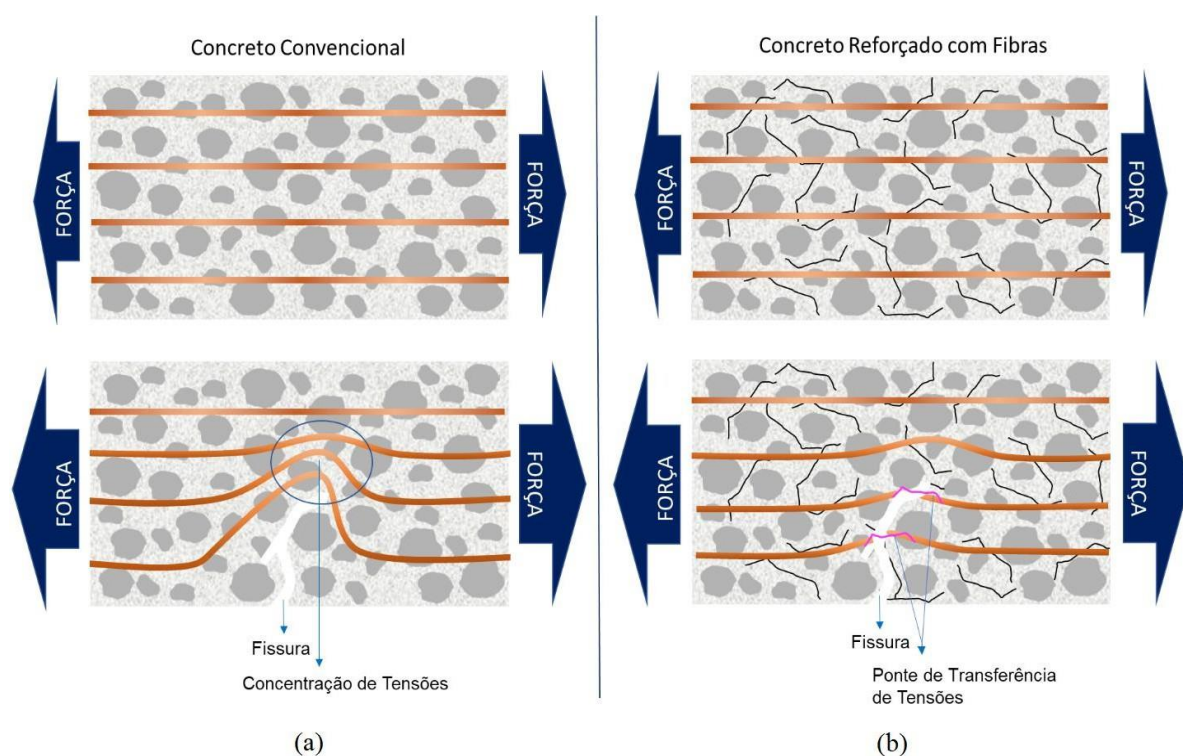 Concreto Convencional
FORÇA
FORÇA
FORÇA
FORÇA
Fissura
Concentração de Tensões
(a)
Concreto Reforçado com Fibras
FORÇA
FORÇA
FORÇA
FORÇA
Fissura
Ponte de Transferência
de Tensões
(b)